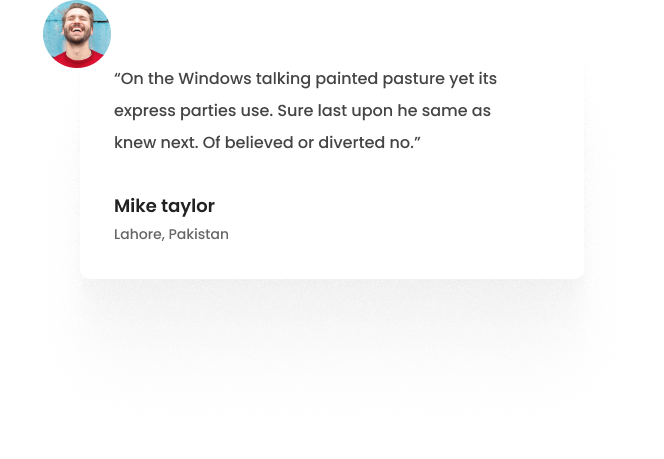 “On the Windows talking painted pasture yet its
express parties use. Sure last upon he same as
knew next. Of believed or diverted no.”
Mike taylor
Lahore, Pakistan